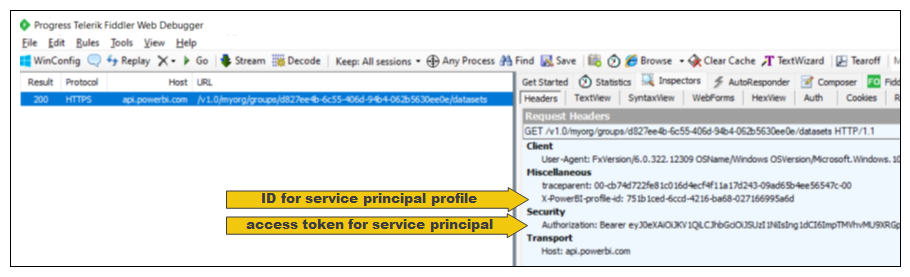 Progress Telerik Fiddler Web Debugger
File Edit Rules Tools View Help
WinConfig Replay X Go Stream Decode Keep: All sessions Any Process Find Save Browse Clear Cache TextWizard Tearoff
Result Protocol Host URL
200 HTTPS api.powerbi.com /v1.0/myorg/groups/d827ee4b-6c55-406d-94b4-062b5630ee0e/datasets
Get Started Statistics Inspectors AutoResponder Composer FO Fidd
Headers TextView SyntaxView WebForms HexView Auth Cookies R
Request Headers
GET /v1.0/myorg/groups/d827ee4b-6c55-406d-94b4-062b5630ee0e/datasets HTTP/1.1
Client
User-Agent: FxVersion/6.0.322.12309 OSName/Windows OSVersion/Microsoft.Windows.10
Miscellaneous
traceparent: 00-cb74d722fe81c016d4ecf4f11a17d243-09ad65b4ee56547c-00
ID for service principal profile
X-PowerBI-profile-id: 751b1ced-6ccd-4216-ba68-027166995a6d
Security
access token for service principal
Authorization: Bearer
Transport
Host: api.powerbi.com